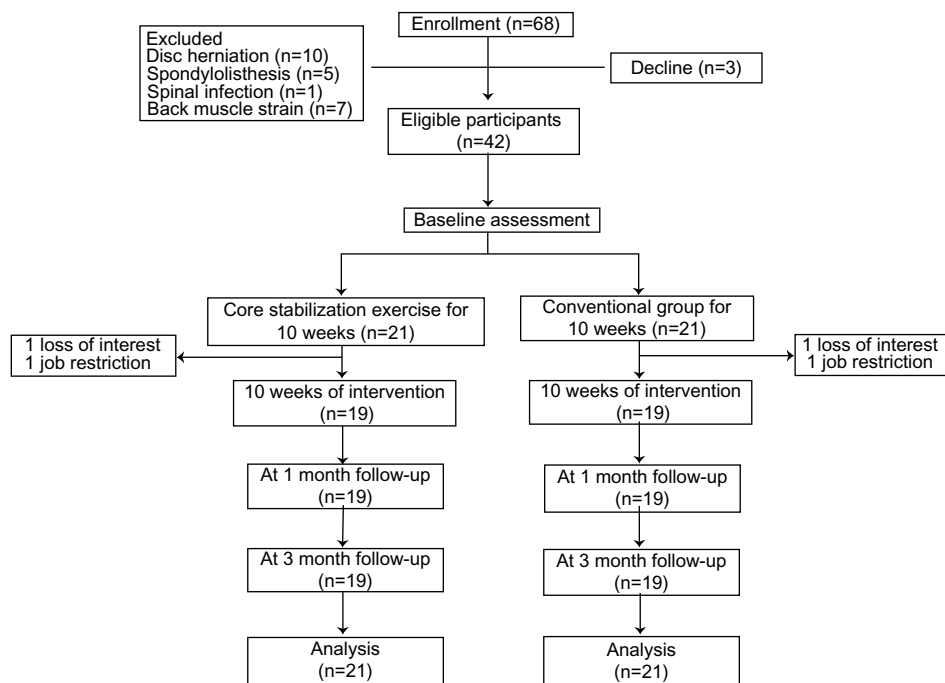 Enrollment (n=68)
Excluded
Disc herniation (n=10)
Spondylolisthesis (n=5)
Spinal infection (n=1)
Back muscle strain (n=7)
Decline (n=3)
Eligible participants
(n=42)
Baseline assessment
Core stabilization exercise for
10 weeks (n=21)
Conventional group for
10 weeks (n=21)
1 loss of interest
1 job restriction
1 loss of interest
1 job restriction
10 weeks of intervention
(n=19)
10 weeks of intervention
(n=19)
At 1 month follow-up
(n=19)
At 1 month follow-up
(n=19)
At 3 month follow-up
(n=19)
At 3 month follow-up
(n=19)
Analysis
(n=21)
Analysis
(n=21)